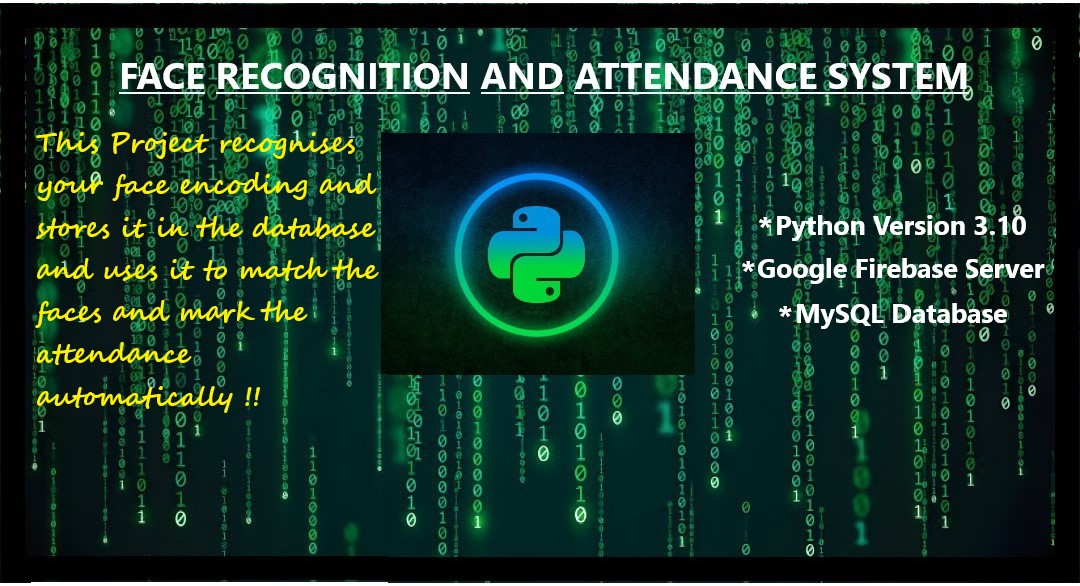 FACE RECOGNITION AND ATTENDANCE SYSTEM
This Project recognises
your face encoding and
stores it in the database
and uses it to match the
faces and mark the
attendance
automatically !!
*Python Version 3.10
*Google Firebase Server
*MySQL Database